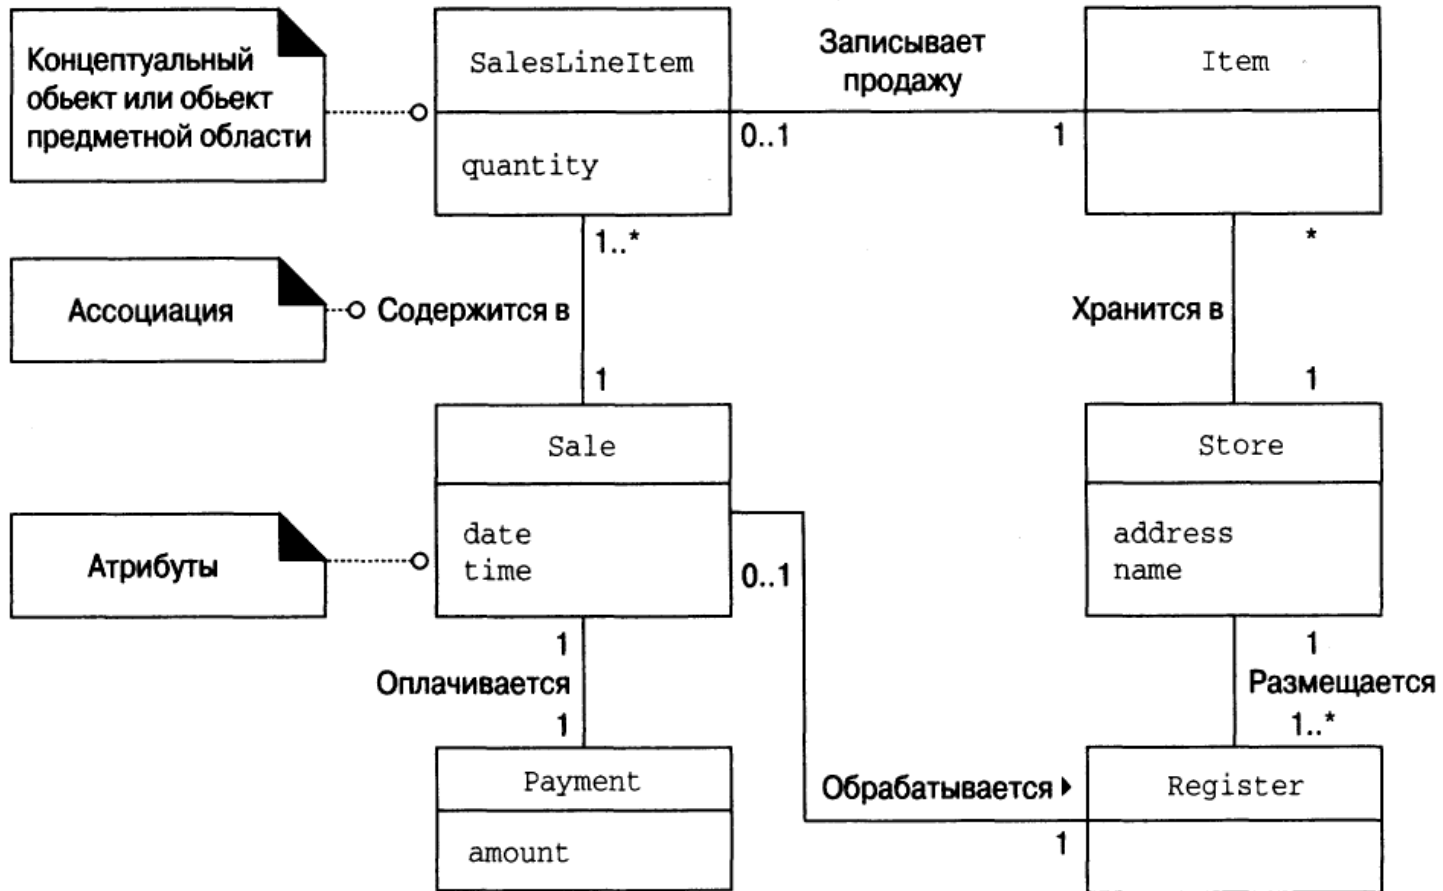 Концептуальный
обьект или обьект
предметной области
SalesLineItem
quantity
Записывает
продажу
0..1
1
Item
1..*
*
Ассоциация
Содержится в
Хранится в
1
1
Sale
date
time
Store
address
name
Атрибуты
0..1
1
Оплачивается
1
1
Размещается
1..*
Payment
amount
Обрабатывается
1
Register